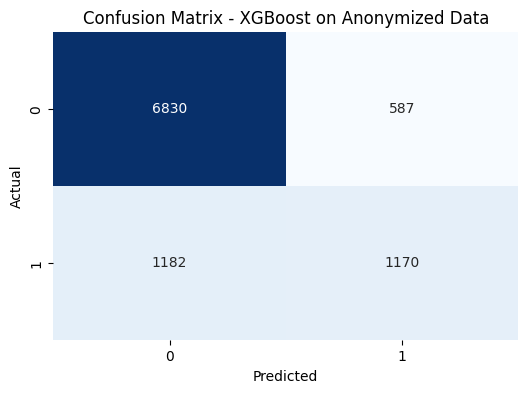 Confusion Matrix - XGBoost on Anonymized Data
Actual
0
6830
587
1
1182
1170
0
1
Predicted